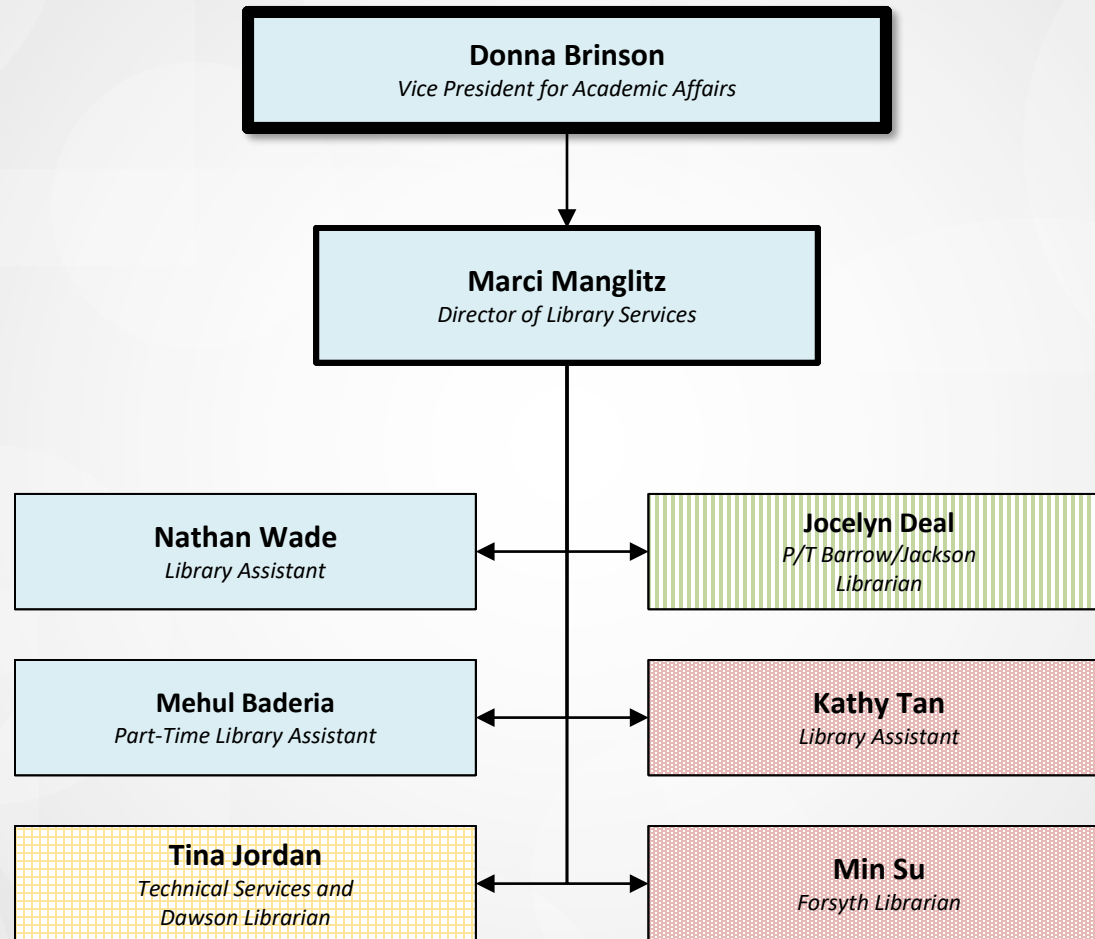 Donna Brinson
Vice President for Academic Affairs
Marci Manglitz
Director of Library Services
Nathan Wade
Library Assistant
Jocelyn Deal
P/T Barrow/Jackson
Librarian
Mehul Baderia
Part-Time Library Assistant
Kathy Tan
Library Assistant
Tina Jordan
Technical Services and
Dawson Librarian
Min Su
Forsyth Librarian